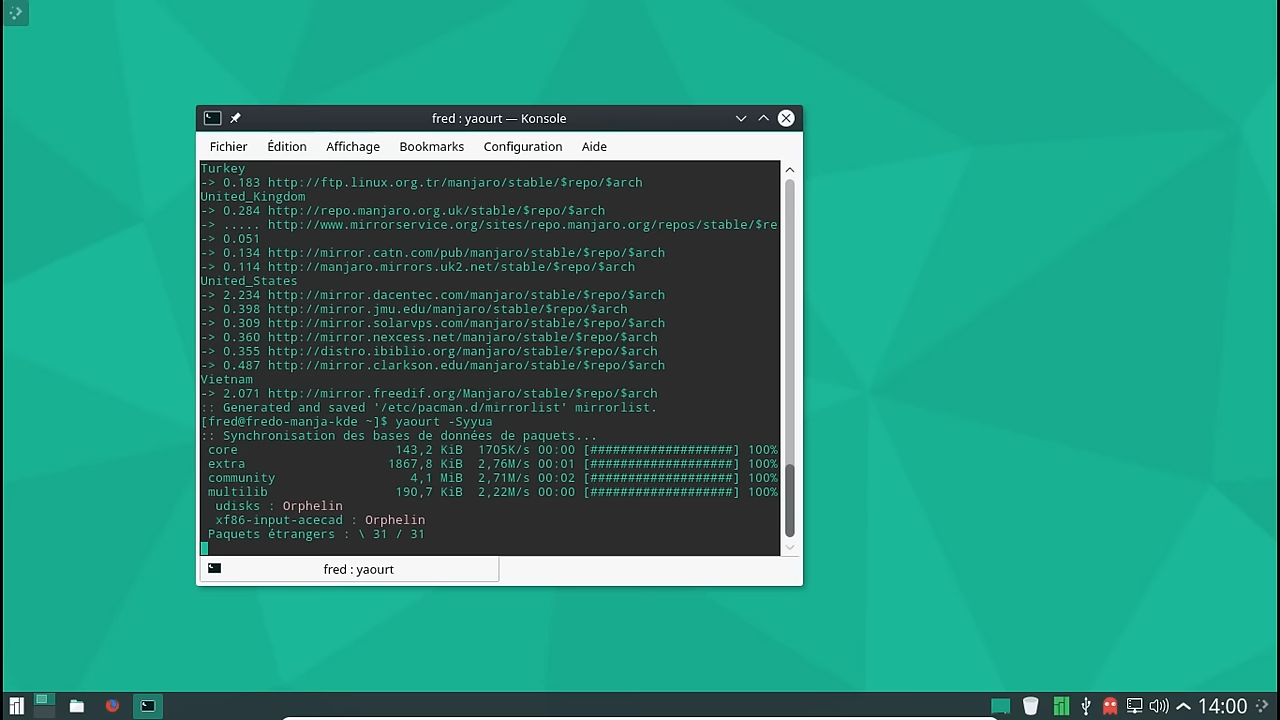 fred : yaourt — Konsole
Fichier Édition Affichage Bookmarks Configuration Aide
Turkey
-> 0.183 http://ftp.linux.org.tr/manjaro/stable/$repo/$arch
United_Kingdom
-> 0.284 http://repo.manjaro.org.uk/stable/$repo/$arch
-> ..... http://www.mirrorservice.org/sites/repo.manjaro.org/repos/stable/$re
-> 0.051
-> 0.134 http://mirror.catn.com/pub/manjaro/stable/$repo/$arch
-> 0.114 http://manjaro.mirrors.uk2.net/stable/$repo/$arch
United_States
-> 2.234 http://mirror.dacentec.com/manjaro/stable/$repo/$arch
-> 0.398 http://mirror.jmu.edu/manjaro/stable/$repo/$arch
-> 0.309 http://mirror.solarvps.com/manjaro/stable/$repo/$arch
-> 0.360 http://mirror.nexcess.net/manjaro/stable/$repo/$arch
-> 0.355 http://distro.ibiblio.org/manjaro/stable/$repo/$arch
-> 0.487 http://mirror.clarkson.edu/manjaro/stable/$repo/$arch
Vietnam
-> 2.071 http://mirror.freedif.org/Manjaro/stable/$repo/$arch
:: Generated and saved '/etc/pacman.d/mirrorlist' mirrorlist.
[fred@fredo-manja-kde ~]$ yaourt -Syyua
:: Synchronisation des bases de données de paquets...
core 143,2 KiB 1705K/s 00:00 [###################] 100%
extra 1867,8 KiB 2,76M/s 00:01 [###################] 100%
community 4,1 MiB 2,71M/s 00:02 [###################] 100%
multilib 190,7 KiB 2,22M/s 00:00 [###################] 100%
udisks : Orphelin
xf86-input-acecad : Orphelin
Paquets étrangers : \ 31 / 31
fred : yaourt
14:00